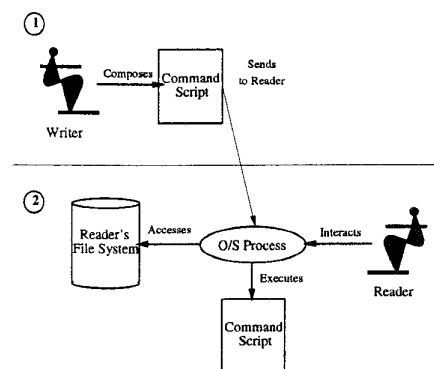 1
Composes
Command
Script
Sends
to Reader
Writer
2
Reader's
File System
Accesses
O/S Process
Interacts
Executes
Reader
Command
Script